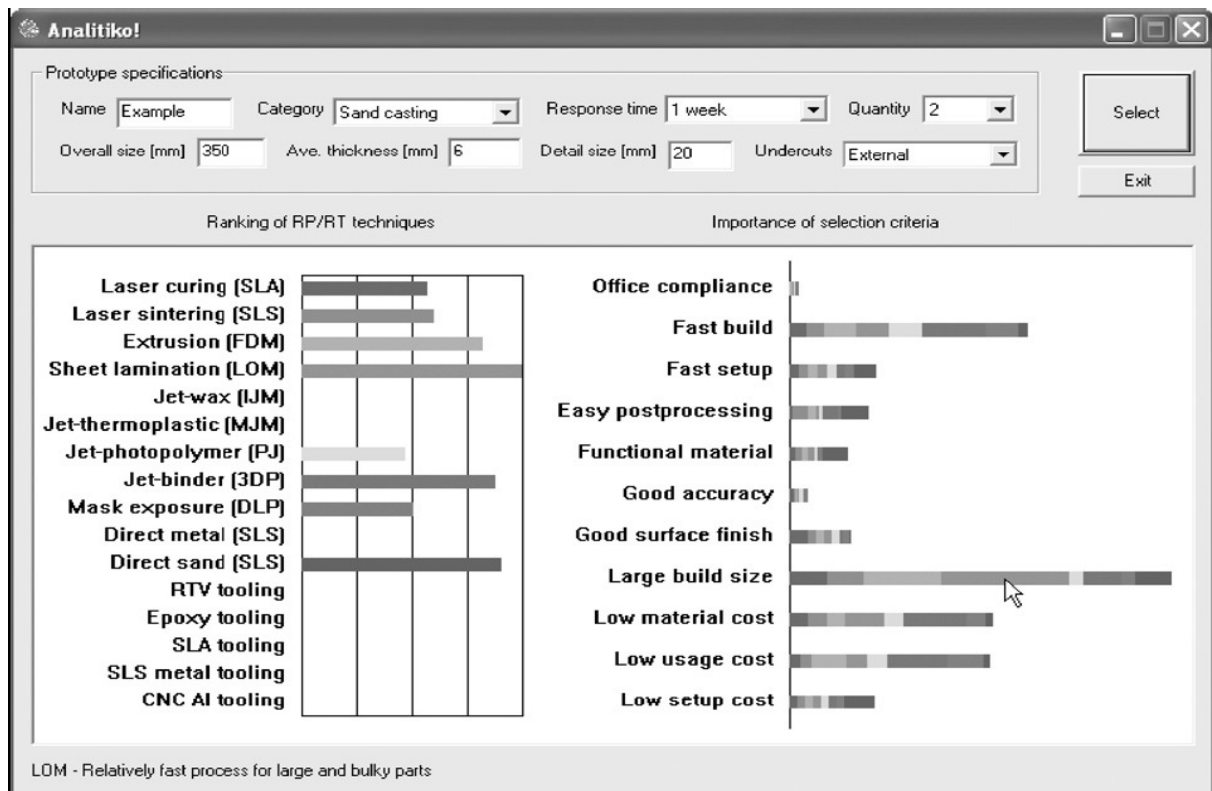 Analitiko!
Prototype specifications
Name Example Category Sand casting Response time 1 week Quantity 2
Select
Overall size [mm] 350 Ave. thickness [mm] 6 Detail size [mm] 20 Undercuts External
Exit
Ranking of RP/RT techniques
Importance of selection criteria
Laser curing (SLA)
Laser sintering (SLS)
Extrusion (FDM)
Sheet lamination (LOM)
Jet-wax (IJM)
Jet-thermoplastic (MJM)
Jet-photopolymer (PJ)
Jet-binder (3DP)
Mask exposure (DLP)
Direct metal (SLS)
Direct sand (SLS)
RTV tooling
Epoxy tooling
SLA tooling
SLS metal tooling
CNC Al tooling
Office compliance
Fast build
Fast setup
Easy postprocessing
Functional material
Good accuracy
Good surface finish
Large build size
Low material cost
Low usage cost
Low setup cost
LOM - Relatively fast process for large and bulky parts